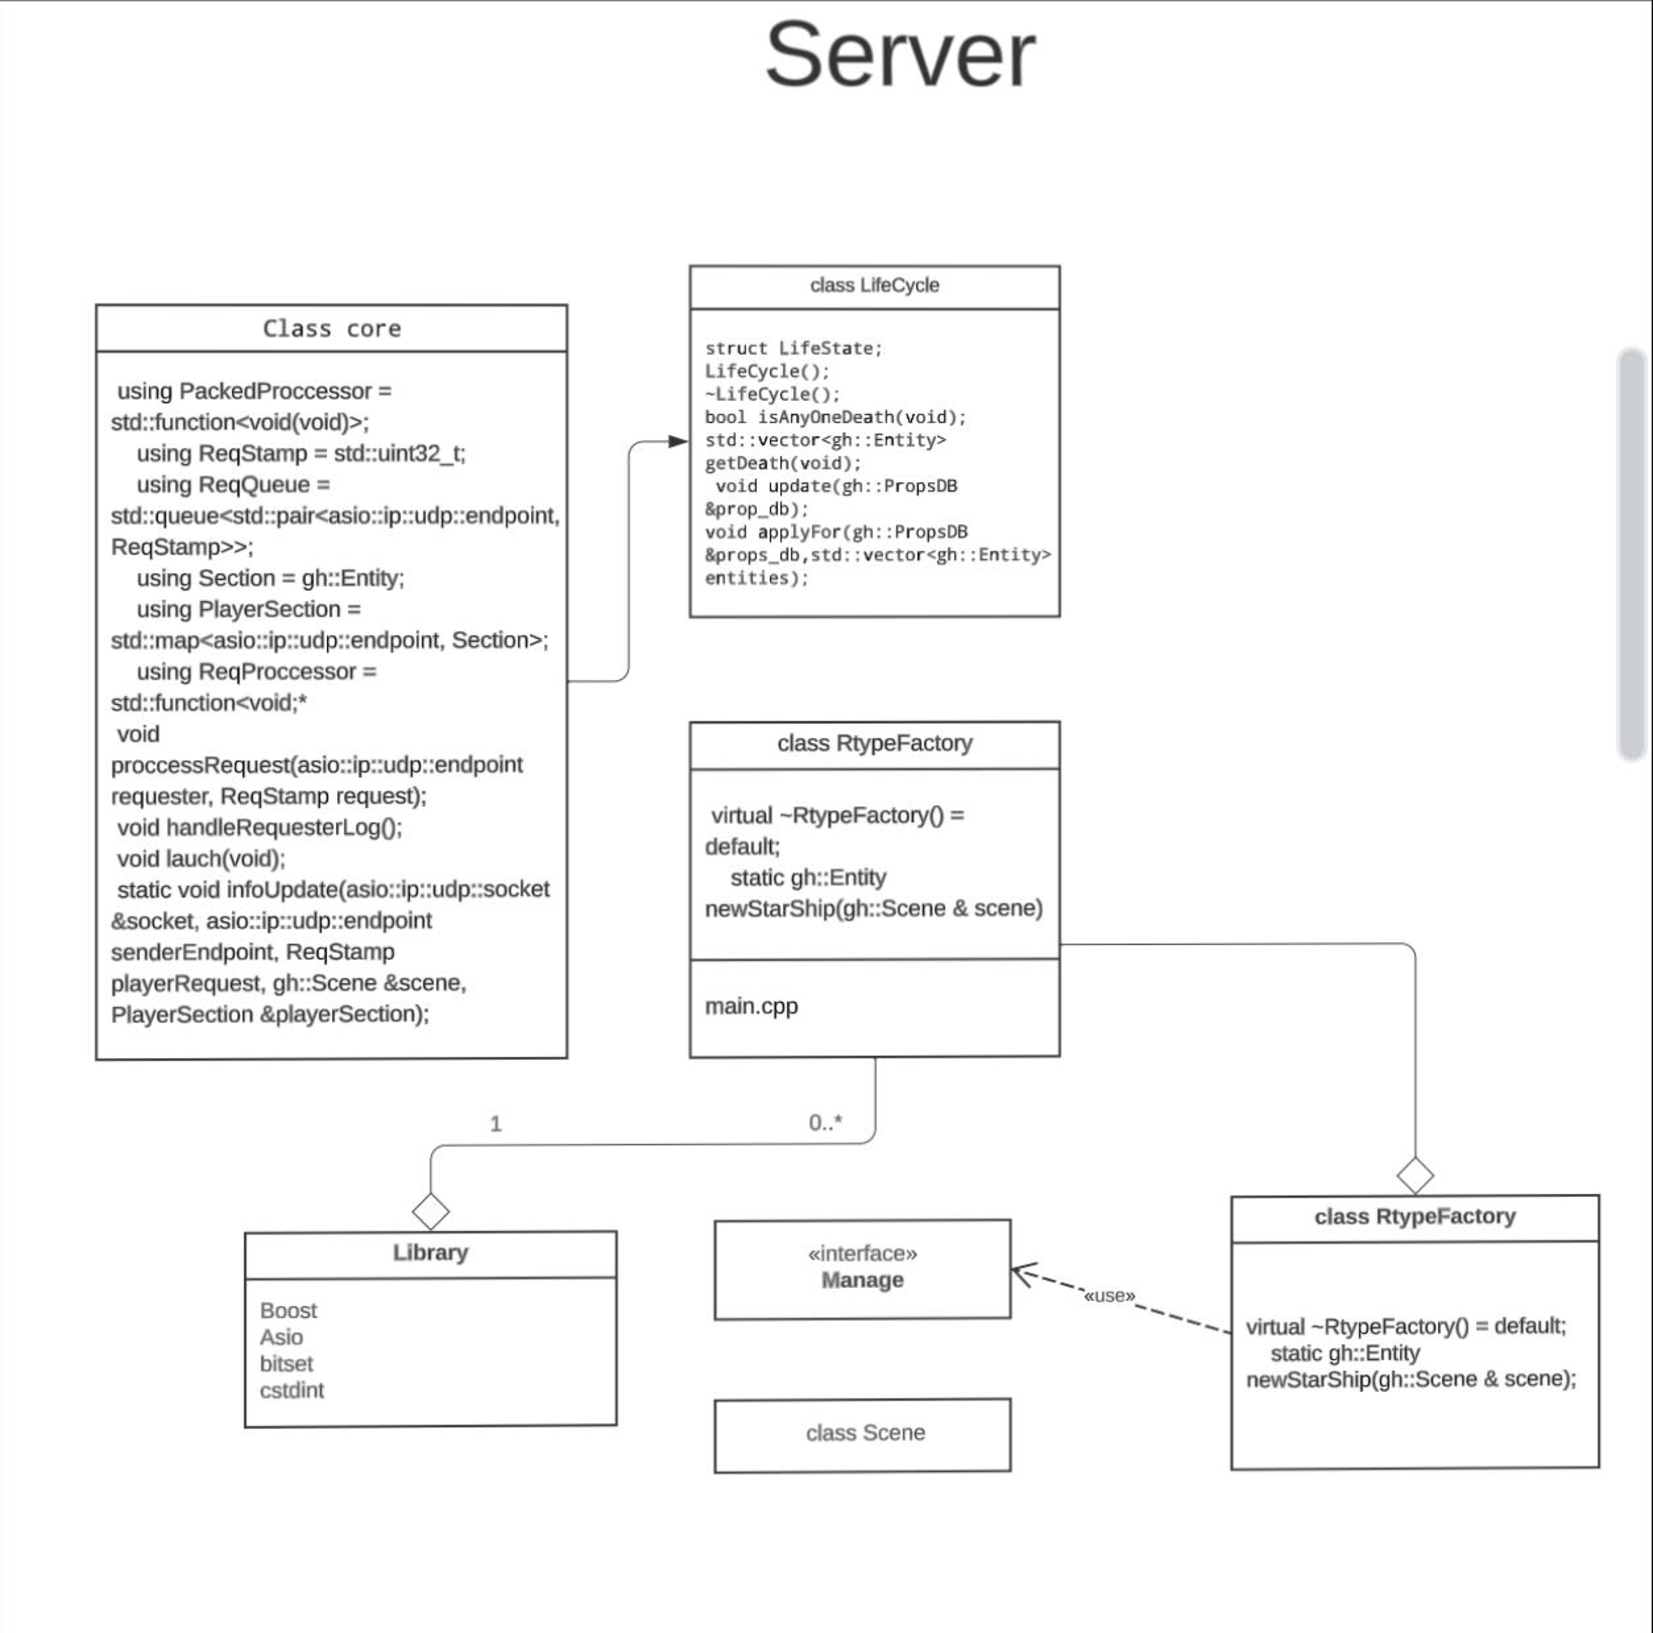 Server
Class core
using PackedProccessor =
std::function<void(void)>;
using ReqStamp = std::uint32_t;
using ReqQueue =
std::queue<std::pair<asio::ip::udp::endpoint,
ReqStamp>>;
using Section = gh::Entity;
using PlayerSection =
std::map<asio::ip::udp::endpoint, Section>;
using ReqProccessor =
std::function<void;*
void
proccessRequest(asio::ip::udp::endpoint
requester, ReqStamp request);
void handleRequesterLog();
void lauch(void);
static void infoUpdate(asio::ip::udp::socket
&socket, asio::ip::udp::endpoint
senderEndpoint, ReqStamp
playerRequest, gh::Scene &scene,
PlayerSection &playerSection);
class LifeCycle
struct LifeState;
LifeCycle();
~LifeCycle();
bool isAnyOneDeath(void);
std::vector<gh::Entity>
getDeath(void);
void update(gh::PropsDB
&prop_db);
void applyFor(gh::PropsDB
&props_db,std::vector<gh::Entity>
entities);
class RtypeFactory
virtual ~RtypeFactory() =
default;
static gh::Entity
newStarShip(gh::Scene & scene)
main.cpp
1
0..*
Library
Boost
Asio
bitset
cstdint
«interface»
Manage
«use»
class Scene
class RtypeFactory
virtual ~RtypeFactory() = default;
static gh::Entity
newStarShip(gh::Scene & scene);